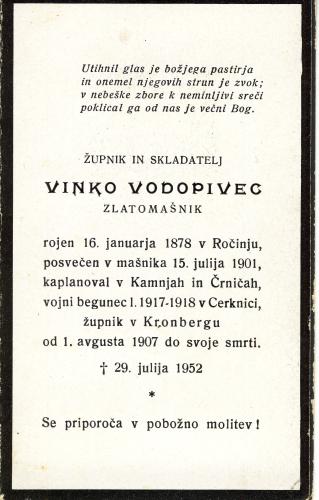 Utihnil glas je božjega pastirja
in onemel njegovih strun je zvok;
v nebeške zbore k neminljivi sreči
poklical ga od nas je večni Bog.
ŽUPNIK IN SKLADATELJ
VINKO VODOPIVEC
ZLATOMAŠNIK
rojen 16. januarja 1878 v Ročinju,
posvečen v mašnika 15. julija 1901,
kaplanoval v Kamnjah in Črničah,
vojni begunec l. 1917-1918 v Cerknici,
župnik v Kronbergu
od 1. avgusta 1907 do svoje smrti.
† 29. julija 1952
*
Se priporoča v pobožno molitev!